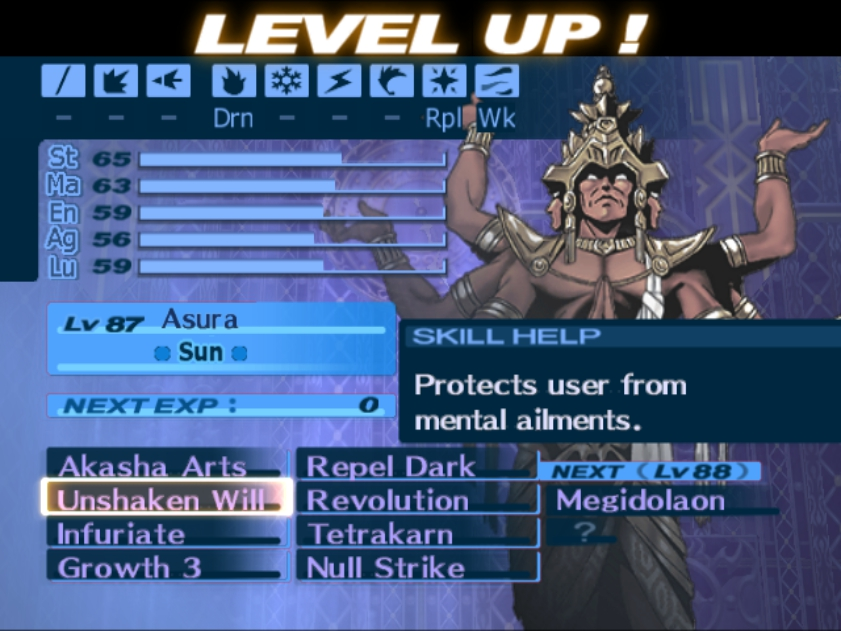 LEVEL UP !
– – – Drn – – – Rpl Wk
St 65
Ma 63
En 59
Ag 56
Lu 59
Lv 87 Asura
Sun
NEXT EXP : 0
SKILL HELP
Protects user from
mental ailments.
Akasha Arts
Unshaken Will
Infuriate
Growth 3
Repel Dark
Revolution
Tetrakarn
Null Strike
NEXT (Lv 88)
Megidolaon
?